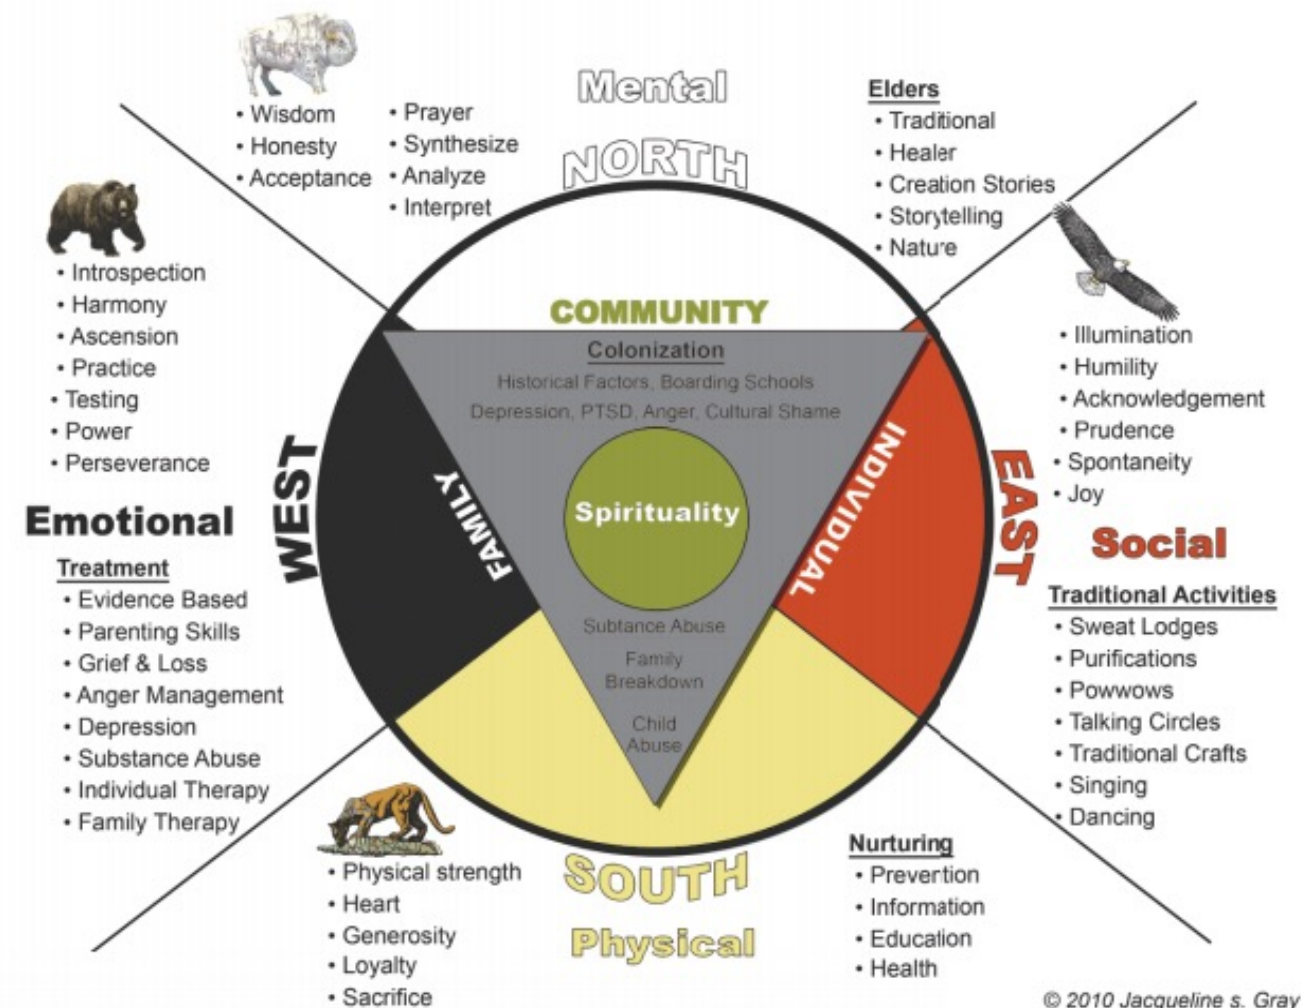 Mental
NORTH
• Wisdom
• Honesty
• Acceptance
• Prayer
• Synthesize
• Analyze
• Interpret
Elders
• Traditional
• Healer
• Creation Stories
• Storytelling
• Nature
• Introspection
• Harmony
• Ascension
• Practice
• Testing
• Power
• Perseverance
Emotional
WEST
Treatment
• Evidence Based
• Parenting Skills
• Grief & Loss
• Anger Management
• Depression
• Substance Abuse
• Individual Therapy
• Family Therapy
COMMUNITY
Colonization
Historical Factors, Boarding Schools
Depression, PTSD, Anger, Cultural Shame
FAMILY
Spirituality
INDIVIDUAL
Subtance Abuse
Family
Breakdown
Child
Abuse
EAST
• Illumination
• Humility
• Acknowledgement
• Prudence
• Spontaneity
• Joy
Social
Traditional Activities
• Sweat Lodges
• Purifications
• Powwows
• Talking Circles
• Traditional Crafts
• Singing
• Dancing
• Physical strength
• Heart
• Generosity
• Loyalty
• Sacrifice
SOUTH
Physical
Nurturing
• Prevention
• Information
• Education
• Health
© 2010 Jacqueline s. Gray